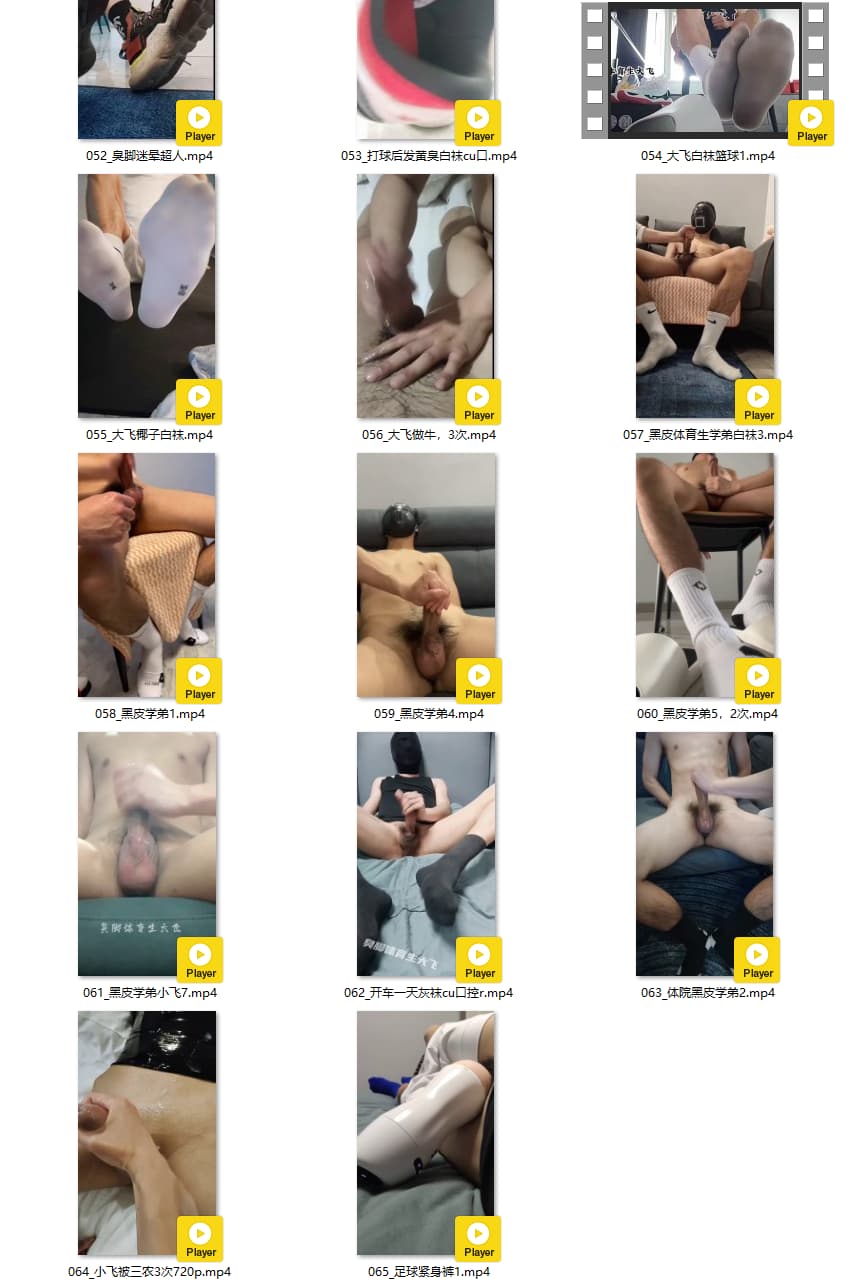 Player
052_臭脚迷晕超人.mp4
Player
053_打球后发黄臭白袜cu口.mp4
育生大飞
Player
054_大飞白袜篮球1.mp4
Player
055_大飞椰子白袜.mp4
Player
056_大飞做牛，3次.mp4
Player
057_黑皮体育生学弟白袜3.mp4
Player
058_黑皮学弟1.mp4
Player
059_黑皮学弟4.mp4
Player
060_黑皮学弟5，2次.mp4
臭脚体育生大飞
Player
061_黑皮学弟小飞7.mp4
臭脚体育生大飞
Player
062_开车一天灰袜cu口控r.mp4
Player
063_体院黑皮学弟2.mp4
Player
064_小飞被三农3次720p.mp4
Player
065_足球紧身裤1.mp4